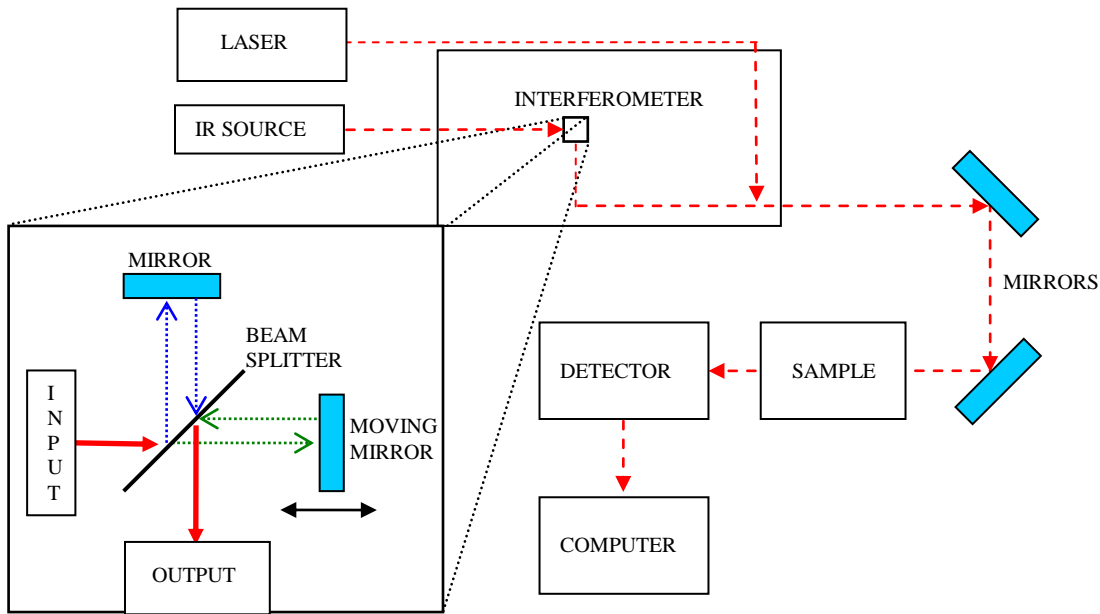 LASER
INTERFEROMETER
IR SOURCE
MIRROR
MIRRORS
BEAM
SPLITTER
DETECTOR
SAMPLE
I
N
P
U
T
MOVING
MIRROR
COMPUTER
OUTPUT